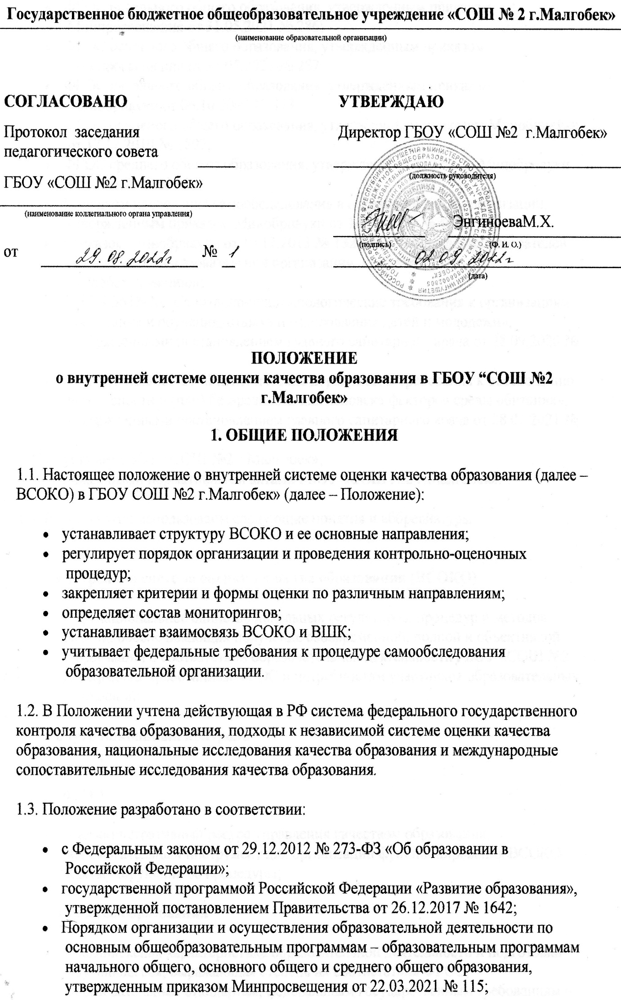 Государственное бюджетное общеобразовательное учреждение «СОШ № 2 г.Малгобек»
(наименование образовательной организации)
СОГЛАСОВАНО
Протокол заседания
педагогического совета
ГБОУ «СОШ №2 г.Малгобек»
(наименование коллегиального органа управления)
от 29.08.2022г № 1
УТВЕРЖДАЮ
Директор ГБОУ «СОШ №2 г.Малгобек»
(должность руководителя)
ЭнгиноеваМ.Х.
(подпись) (Ф. И. О.)
02.09.2022г
(дата)
ПОЛОЖЕНИЕ
о внутренней системе оценки качества образования в ГБОУ “СОШ №2
г.Малгобек»
1. ОБЩИЕ ПОЛОЖЕНИЯ
1.1. Настоящее положение о внутренней системе оценки качества образования (далее –
ВСОКО) в ГБОУ СОШ №2 г.Малгобек» (далее – Положение):
• устанавливает структуру ВСОКО и ее основные направления;
• регулирует порядок организации и проведения контрольно-оценочных
процедур;
• закрепляет критерии и формы оценки по различным направлениям;
• определяет состав мониторингов;
• устанавливает взаимосвязь ВСОКО и ВШК;
• учитывает федеральные требования к процедуре самообследования
образовательной организации.
1.2. В Положении учтена действующая в РФ система федерального государственного
контроля качества образования, подходы к независимой системе оценки качества
образования, национальные исследования качества образования и международные
сопоставительные исследования качества образования.
1.3. Положение разработано в соответствии:
• с Федеральным законом от 29.12.2012 № 273-ФЗ «Об образовании в
Российской Федерации»;
• государственной программой Российской Федерации «Развитие образования»,
утвержденной постановлением Правительства от 26.12.2017 № 1642;
• Порядком организации и осуществления образовательной деятельности по
основным общеобразовательным программам – образовательным программам
начального общего, основного общего и среднего общего образования,
утвержденным приказом Минпросвещения от 22.03.2021 № 115;